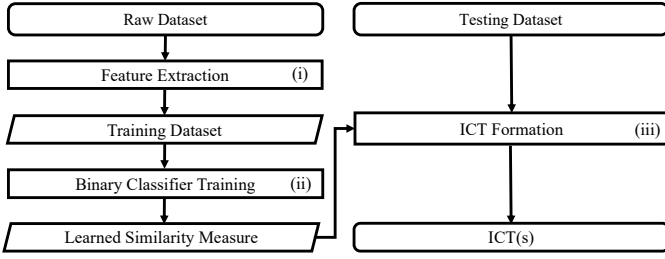 Raw Dataset
Feature Extraction (i)
Training Dataset
Binary Classifier Training (ii)
Learned Similarity Measure
Testing Dataset
ICT Formation (iii)
ICT(s)